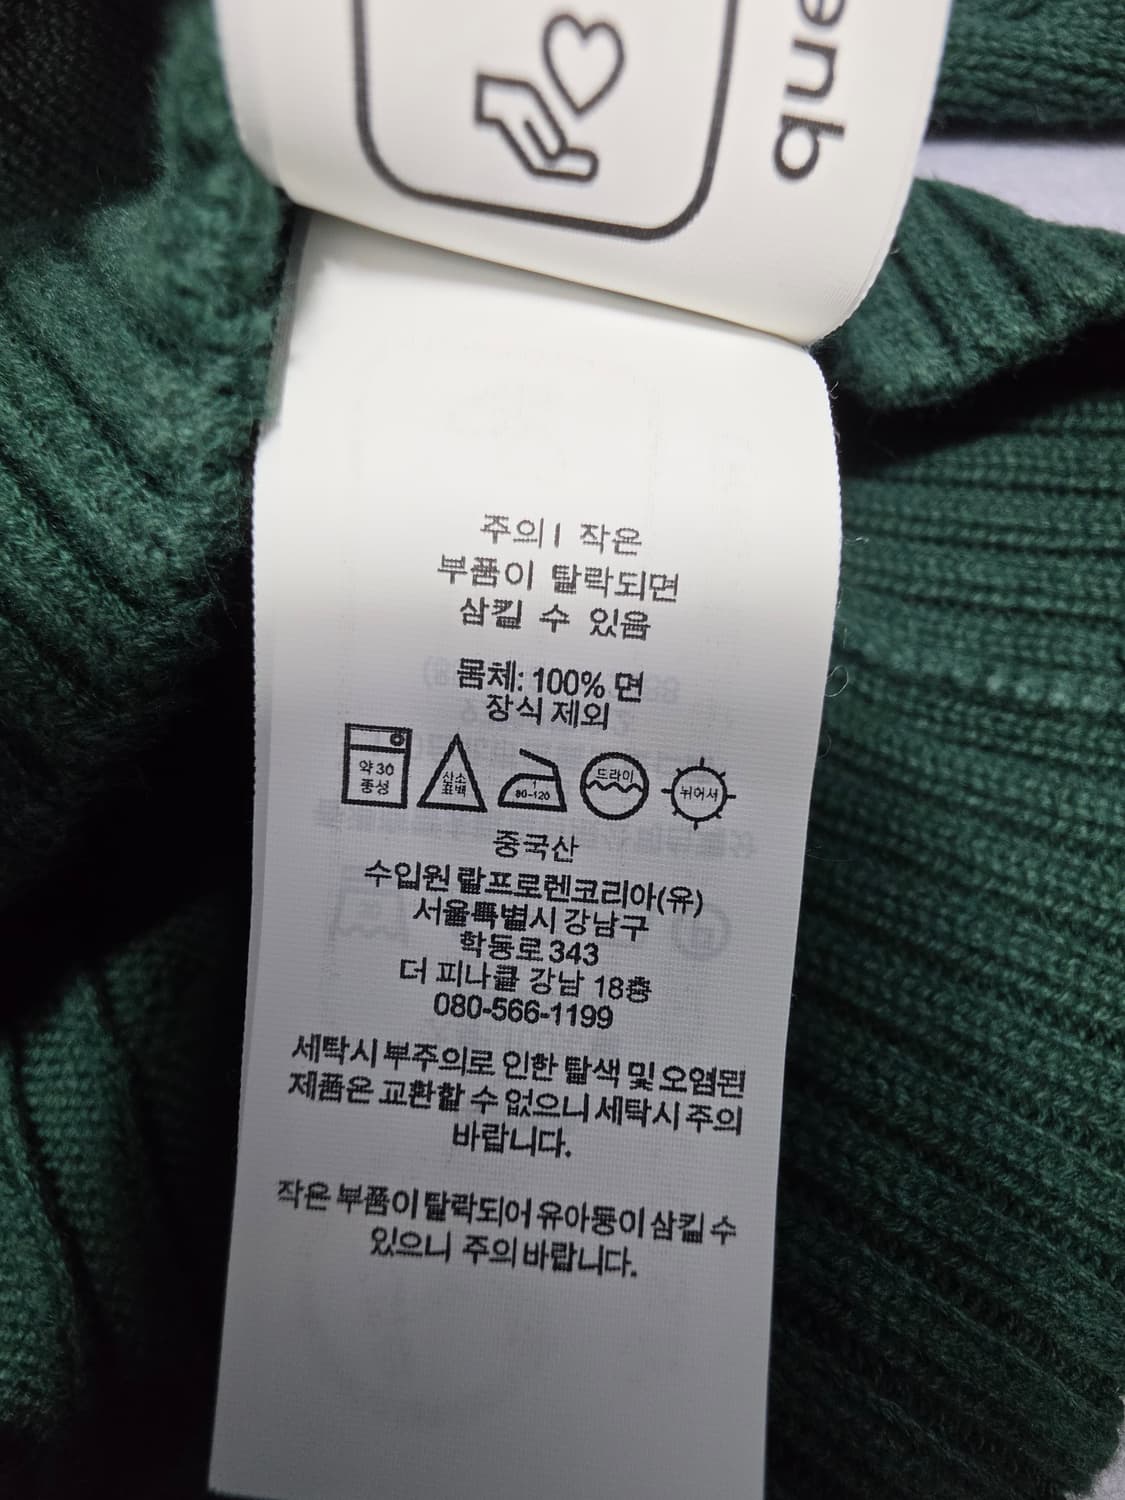 que
주의! 작은
부품이 탈락되면
삼킬 수 있음
몸체: 100% 면
장식 제외
약 30
중성
산소
표백
80-120
드라이
뉘어서
중국산
수입원 랄프로렌코리아(유)
서울특별시 강남구
학동로 343
더 피나클 강남 18층
080-566-1199
세탁시 부주의로 인한 탈색 및 오염된
제품은 교환할 수 없으니 세탁시 주의
바랍니다.
작은 부품이 탈락되어 유아등이 삼킬 수
있으니 주의 바랍니다.